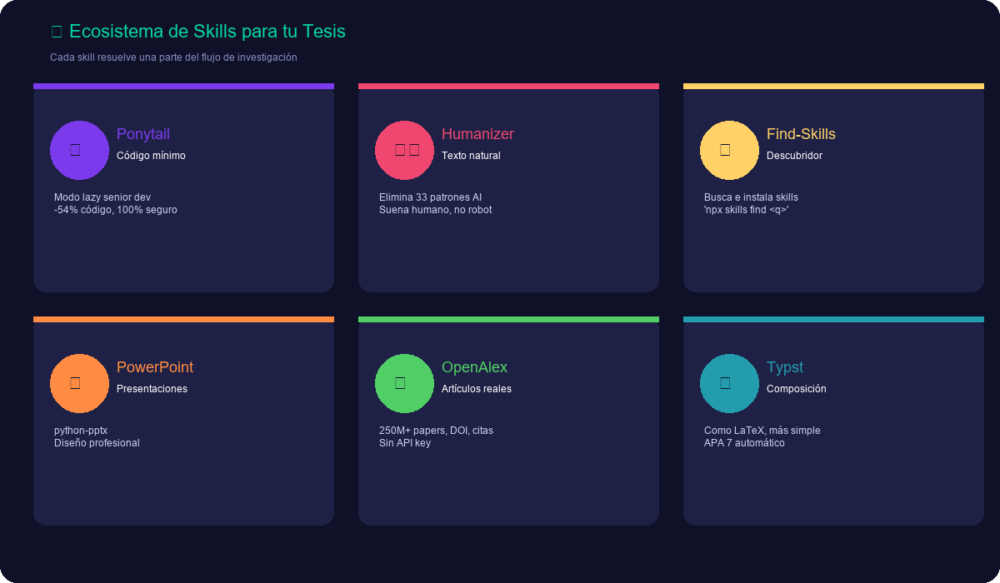 Ecosistema de Skills para tu Tesis
Cada skill resuelve una parte del flujo de investigación
Ponytail
Código mínimo
Modo lazy senior dev
-54% código, 100% seguro
Humanizer
Texto natural
Elimina 33 patrones AI
Suena humano, no robot
Find-Skills
Descubridor
Busca e instala skills
'npx skills find <q>'
PowerPoint
Presentaciones
python-pptx
Diseño profesional
OpenAlex
Artículos reales
250M+ papers, DOI, citas
Sin API key
Typst
Composición
Como LaTeX, más simple
APA 7 automático